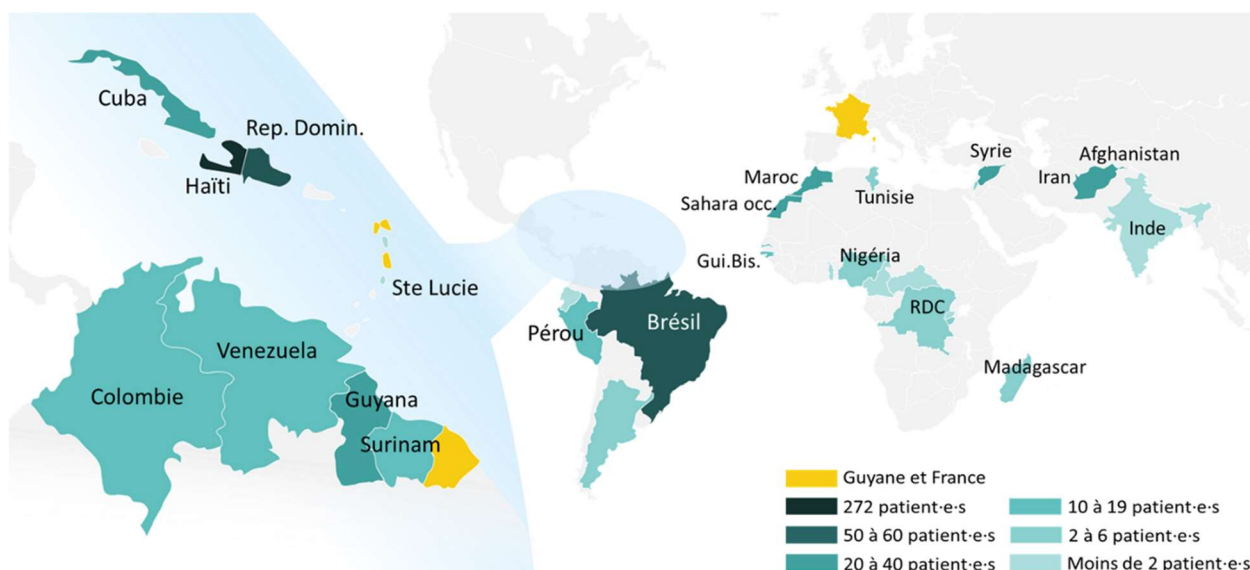 Cuba
Rep. Domin.
Haïti
Ste Lucie
Venezuela
Colombie
Guyana
Surinam
Pérou
Brésil
Maroc
Sahara occ.
Tunisie
Syrie
Afghanistan
Iran
Inde
Gui.Bis.
Nigéria
RDC
Madagascar
Guyane et France
272 patient·e·s
50 à 60 patient·e·s
20 à 40 patient·e·s
10 à 19 patient·e·s
2 à 6 patient·e·s
Moins de 2 patient·e·s